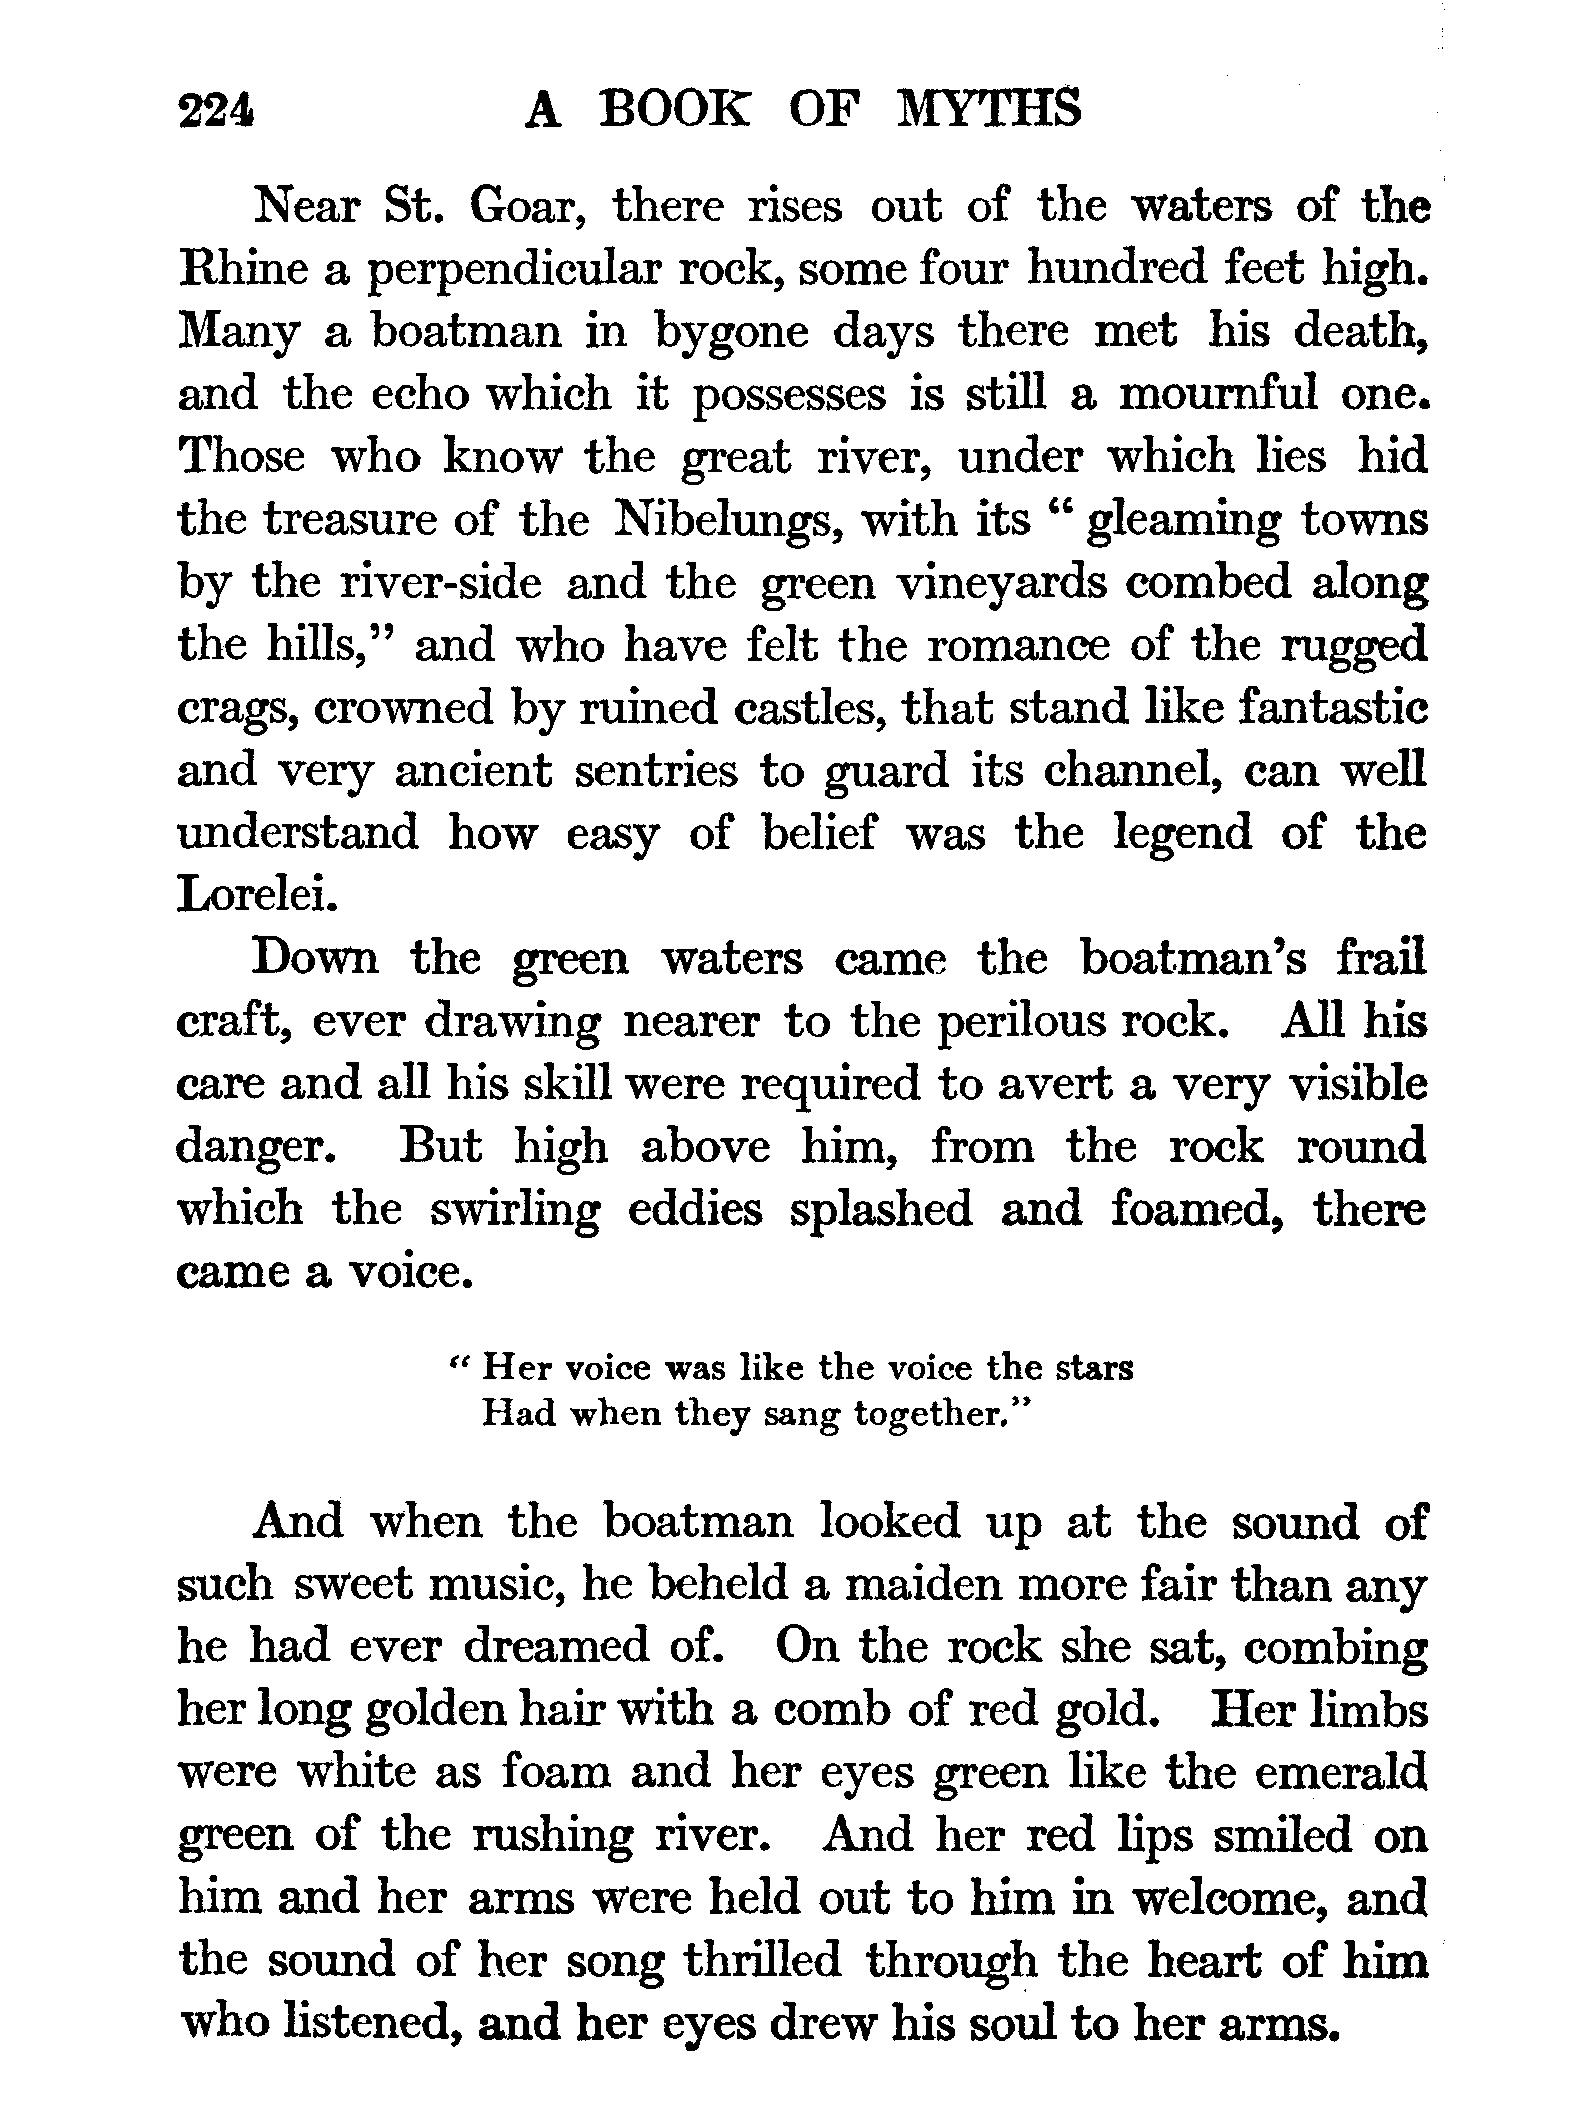 224 A BOOK OF MYTHS
Near St. Goar, there rises out of the waters of the
Rhine a perpendicular rock, some four hundred feet high.
Many a boatman in bygone days there met his death,
and the echo which it possesses is still a mournful one.
Those who know the great river, under which lies hid
the treasure of the Nibelungs, with its “ gleaming towns
by the river-side and the green vineyards combed along
the hills,” and who have felt the romance of the rugged
crags, crowned by ruined castles, that stand like fantastic
and very ancient sentries to guard its channel, can well
understand how easy of belief was the legend of the
Lorelei.
Down the green waters came the boatman’s frail
craft, ever drawing nearer to the perilous rock. All his
care and all his skill were required to avert a very visible
danger. But high above him, from the rock round
which the swirling eddies splashed and foamed, there
came a voice.
“ Her voice was like the voice the stars
Had when they sang together.”
And when the boatman looked up at the sound of
such sweet music, he beheld a maiden more fair than any
he had ever dreamed of. On the rock she sat, combing
her long golden hair with a comb of red gold. Her limbs
were white as foam and her eyes green like the emerald
green of the rushing river. And her red lips smiled on
him and her arms were held out to him in welcome, and
the sound of her song thrilled through the heart of him
who listened, and her eyes drew his soul to her arms.